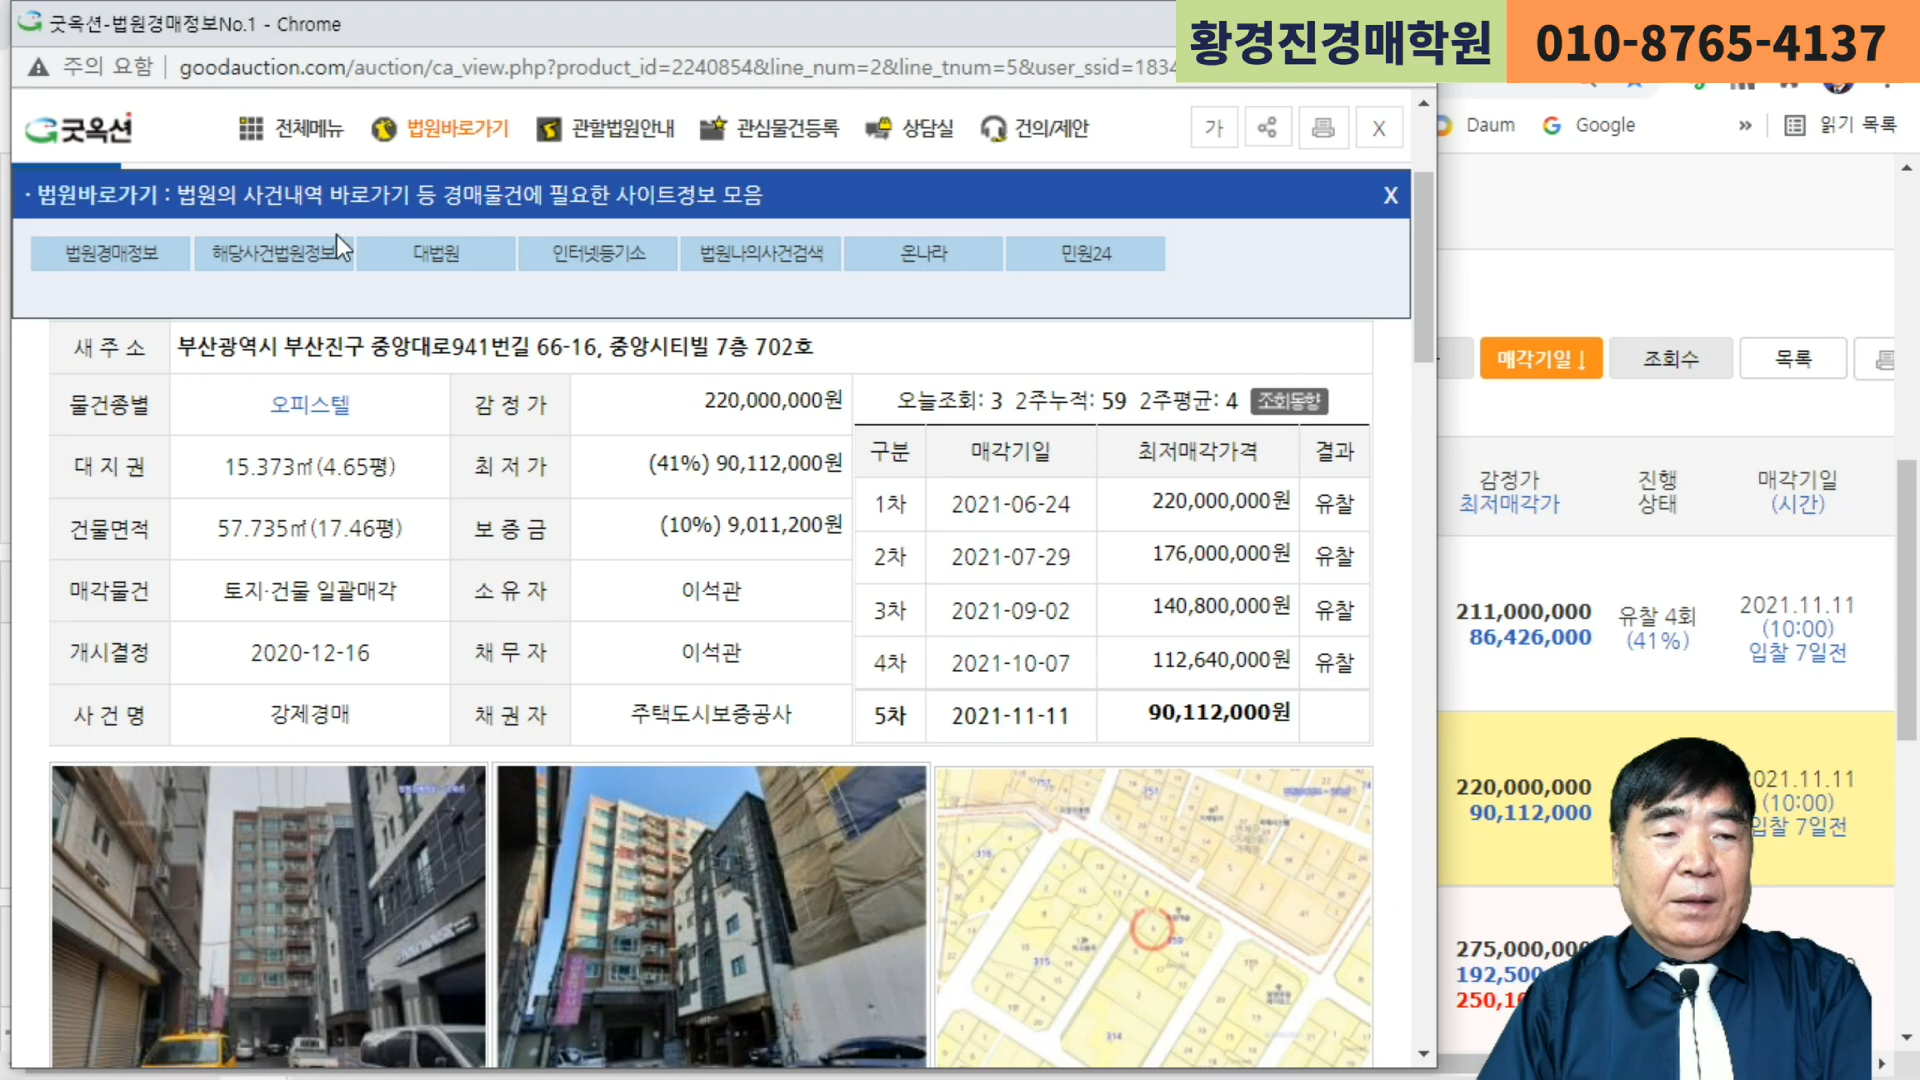 굿옥션-법원경매정보No.1 - Chrome
황경진경매학원
010-8765-4137
주의 요함
goodauction.com/auction/ca_view.php?product_id=2240854&line_num=2&line_tnum=5&user_ssid=1834
굿옥션
전체메뉴
법원바로가기
관할법원안내
관심물건등록
상담실
건의/제안
가
X
Daum
Google
»
읽기 목록
· 법원바로가기 : 법원의 사건내역 바로가기 등 경매물건에 필요한 사이트정보 모음
X
법원경매정보
해당사건법원정보
대법원
인터넷등기소
법원나의사건검색
온나라
민원24
새 주 소
부산광역시 부산진구 중앙대로941번길 66-16, 중앙시티빌 7층 702호
물건종별 오피스텔 감 정 가 220,000,000원
대 지 권 15.373㎡(4.65평) 최 저 가 (41%) 90,112,000원
건물면적 57.735㎡(17.46평) 보 증 금 (10%) 9,011,200원
매각물건 토지·건물 일괄매각 소 유 자 이석관
개시결정 2020-12-16 채 무 자 이석관
사 건 명 강제경매 채 권 자 주택도시보증공사
오늘조회: 3 2주누적: 59 2주평균: 4 조회동향
구분 매각기일 최저매각가격 결과
1차 2021-06-24 220,000,000원 유찰
2차 2021-07-29 176,000,000원 유찰
3차 2021-09-02 140,800,000원 유찰
4차 2021-10-07 112,640,000원 유찰
5차 2021-11-11 90,112,000원
매각기일↓
조회수
목록
감정가
최저매각가
진행
상태
매각기일
(시간)
211,000,000
86,426,000
유찰 4회
(41%)
2021.11.11
(10:00)
입찰 7일전
220,000,000
90,112,000
021.11.11
(10:00)
입찰 7일전
275,000,000
192,500
250,16
315
314